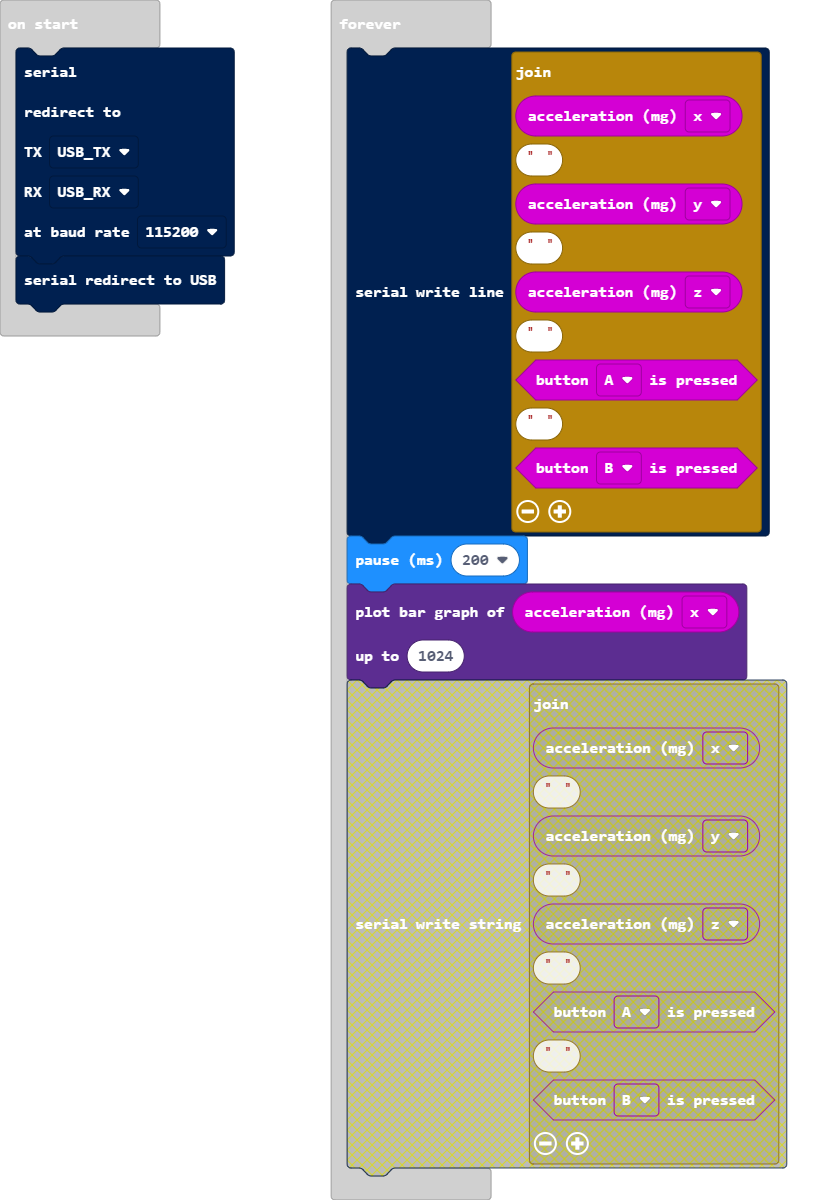 on start
serial
redirect to
TX USB_TX
RX USB_RX
at baud rate 115200
serial redirect to USB
forever
serial write line
join
acceleration (mg) x
" "
acceleration (mg) y
" "
acceleration (mg) z
" "
button A is pressed
" "
button B is pressed
pause (ms) 200
plot bar graph of acceleration (mg) x
up to 1024
serial write string
join
acceleration (mg) x
" "
acceleration (mg) y
" "
acceleration (mg) z
" "
button A is pressed
" "
button B is pressed